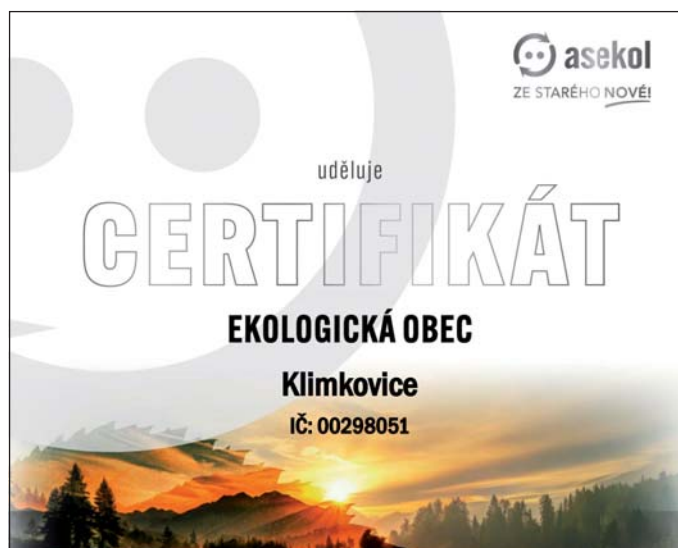 asekol
ZE STARÉHO NOVÉ!
uděluje
CERTIFIKÁT
EKOLOGICKÁ OBEC
Klimkovice
IČ: 00298051